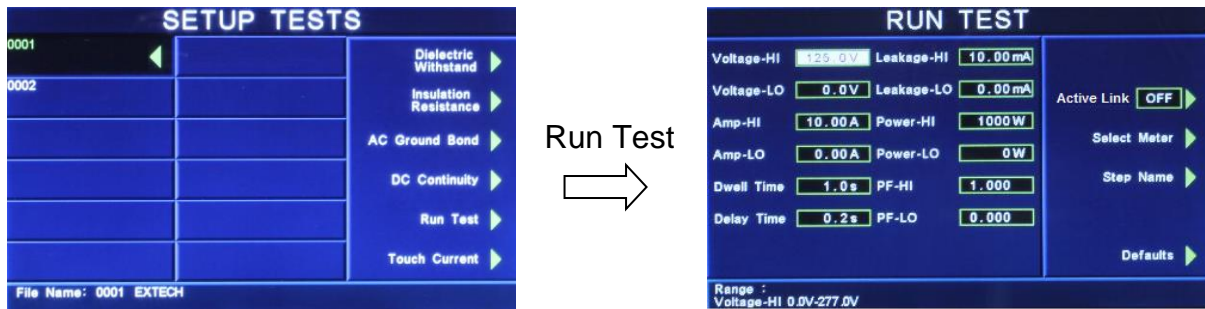 SETUP TESTS
0001
0002
Dielectric
Withstand
Insulation
Resistance
AC Ground Bond
DC Continuity
Run Test
Touch Current
File Name: 0001 EXTECH
Run Test
RUN TEST
Voltage-HI 125.0V Leakage-HI 10.00mA
Voltage-LO 0.0V Leakage-LO 0.00mA
Amp-HI 10.00A Power-HI 1000W
Amp-LO 0.00A Power-LO 0W
Dwell Time 1.0s PF-HI 1.000
Delay Time 0.2s PF-LO 0.000
Active Link OFF
Select Meter
Step Name
Defaults
Range :
Voltage-HI 0.0V-277.0V